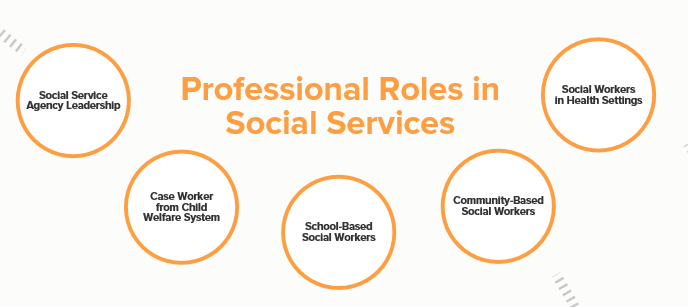 Professional Roles in
Social Services
Social Service
Agency Leadership
Case Worker
from Child
Welfare System
School-Based
Social Workers
Community-Based
Social Workers
Social Workers
in Health Settings